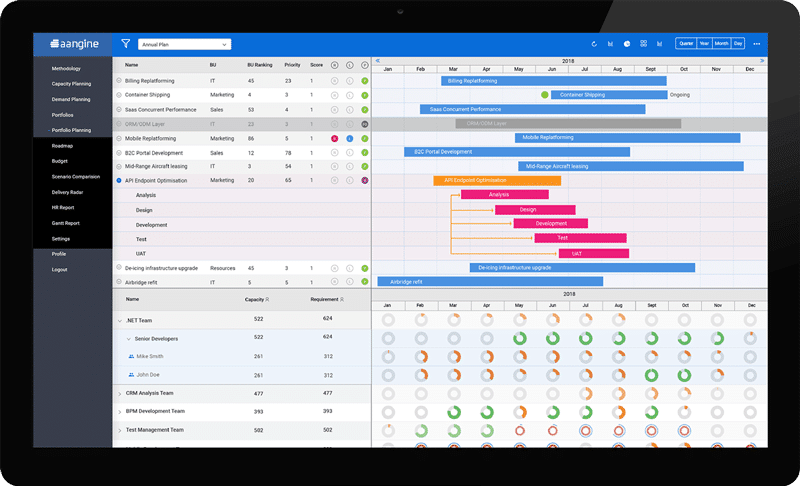 aangine
Annual Plan
Quarter Year Month Day
Methodology
Capacity Planning
Demand Planning
Portfolios
Portfolio Planning
Roadmap
Budget
Scenario Comparision
Delivery Radar
HR Report
Gantt Report
Settings
Profile
Logout
Name BU BU Ranking Priority Score
Billing Replatforming IT 45 23 1
Container Shipping Marketing 4 3 1
Saas Concurrent Performance Sales 53 4 1
CRM/ODM Layer IT 23 3 1
Mobile Replatforming Marketing 86 5 1
B2C Portal Development Sales 12 78 1
Mid-Range Aircraft leasing IT 3 54 1
API Endpoint Optimisation Marketing 20 65 1
Analysis
Design
Development
Test
UAT
De-icing infrastructure upgrade Resources 45 3 1
Airbridge refit IT 5 5 1
2018
Jan Feb Mar Apr May Jun Jul Aug Sept Oct Nov Dec
Billing Replatforming
Container Shipping Ongoing
Saas Concurrent Performance
CRM/ODM Layer
Mobile Replatforming
B2C Portal Development
Mid-Range Aircraft leasing
API Endpoint Optimisation
Analysis
Design
Development
Test
UAT
De-icing infrastructure upgrade
Airbridge refit
Name Capacity Requirement
.NET Team 522 624
Senior Developers 522 624
Mike Smith 261 312
John Doe 261 312
CRM Analysis Team 477 477
BPM Development Team 393 393
Test Management Team 502 502
2018
Jan Feb Mar Apr May Jun Jul Aug Sept Oct Nov Dec